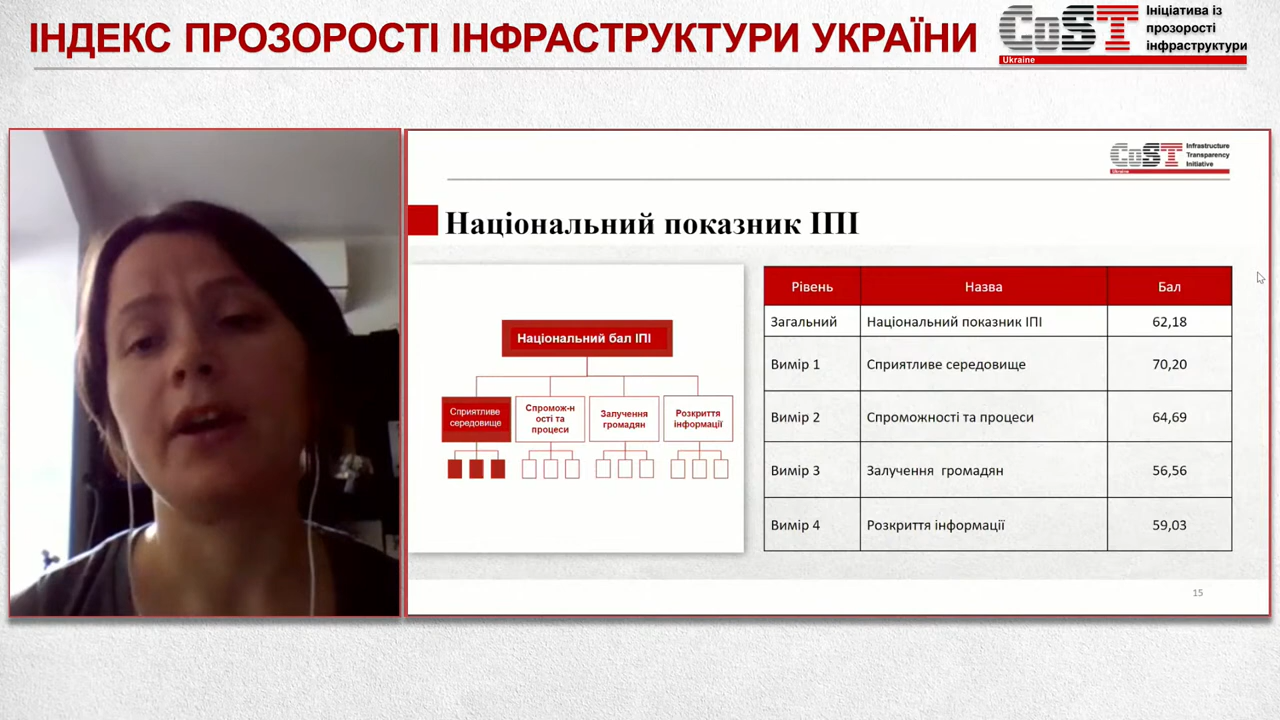 ІНДЕКС ПРОЗОРОСТІ ІНФРАСТРУКТУРИ УКРАЇНИ
CoST
Ukraine
Ініціатива із
прозорості
інфраструктури
CoST
Ukraine
Infrastructure
Transparency
Initiative
Національний показник ІПІ
Національний бал ІПІ
Сприятливе
середовище
Спромож-н
ості та
процеси
Залучення
громадян
Розкриття
інформації
Рівень Назва Бал
Загальний Національний показник ІПІ 62,18
Вимір 1 Сприятливе середовище 70,20
Вимір 2 Спроможності та процеси 64,69
Вимір 3 Залучення громадян 56,56
Вимір 4 Розкриття інформації 59,03
15